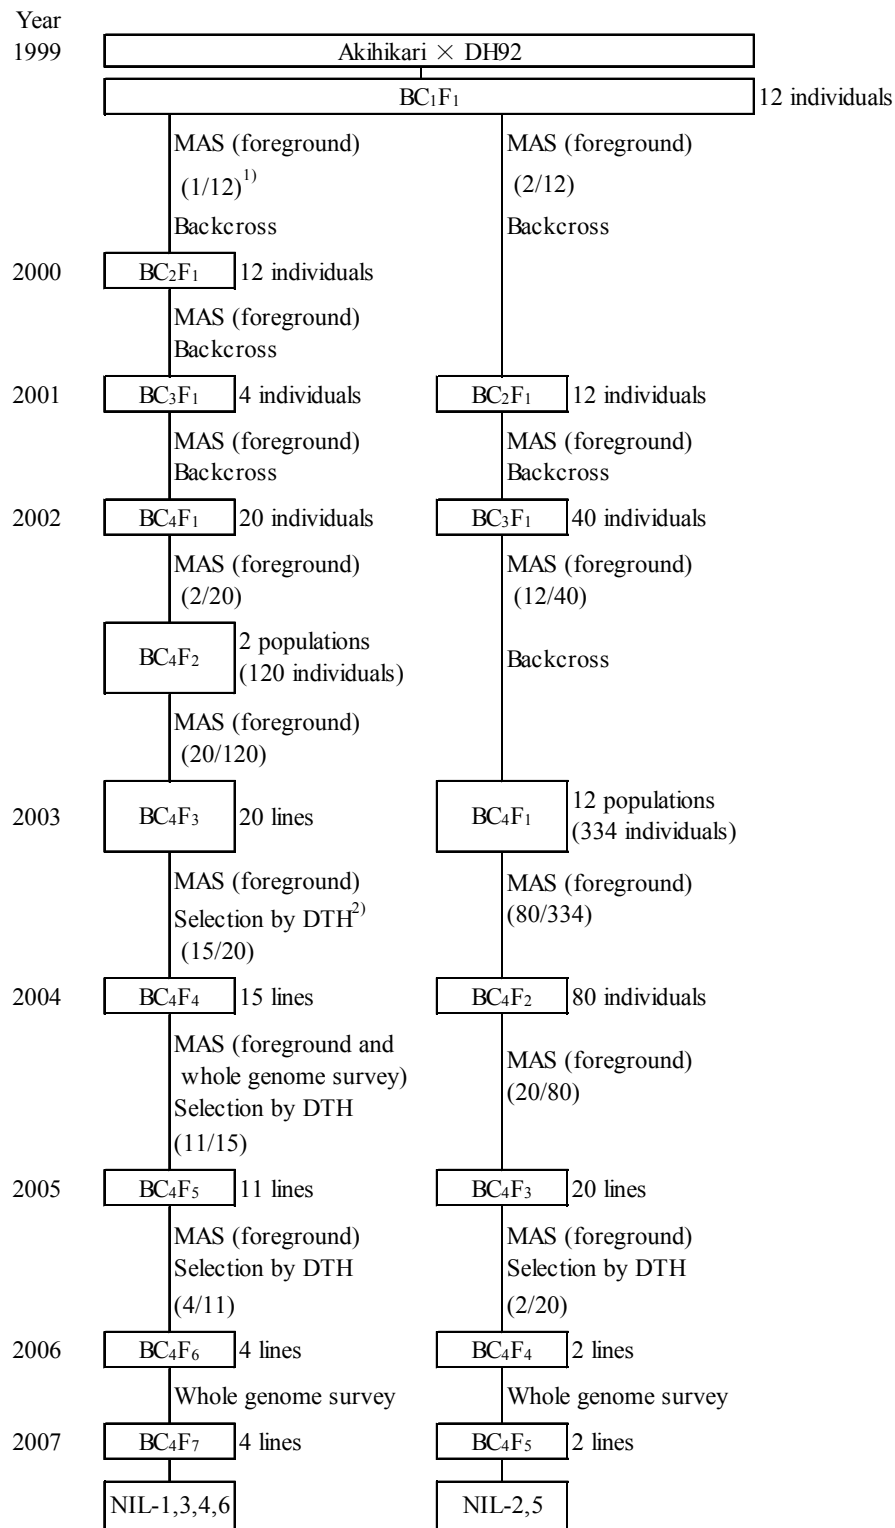 Year
1999
Akihikari × DH92
BC1F1
12 individuals
MAS (foreground)
(1/12)1)
Backcross
MAS (foreground)
(2/12)
Backcross
2000
BC2F1
12 individuals
MAS (foreground)
Backcross
2001
BC3F1
4 individuals
BC2F1
12 individuals
MAS (foreground)
Backcross
MAS (foreground)
Backcross
2002
BC4F1
20 individuals
BC3F1
40 individuals
MAS (foreground)
(2/20)
MAS (foreground)
(12/40)
BC4F2
2 populations
(120 individuals)
Backcross
MAS (foreground)
(20/120)
2003
BC4F3
20 lines
BC4F1
12 populations
(334 individuals)
MAS (foreground)
Selection by DTH2)
(15/20)
MAS (foreground)
(80/334)
2004
BC4F4
15 lines
BC4F2
80 individuals
MAS (foreground and
whole genome survey)
Selection by DTH
(11/15)
MAS (foreground)
(20/80)
2005
BC4F5
11 lines
BC4F3
20 lines
MAS (foreground)
Selection by DTH
(4/11)
MAS (foreground)
Selection by DTH
(2/20)
2006
BC4F6
4 lines
BC4F4
2 lines
Whole genome survey
Whole genome survey
2007
BC4F7
4 lines
BC4F5
2 lines
NIL-1,3,4,6
NIL-2,5